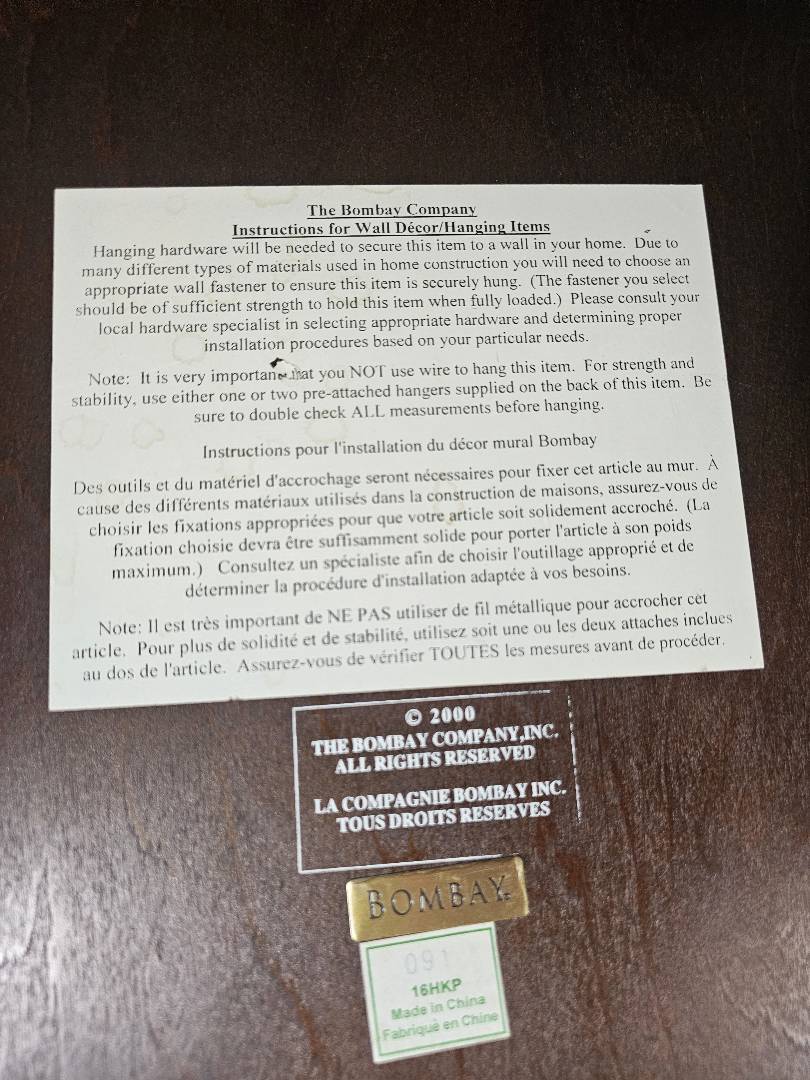 The Bombay Company
Instructions for Wall Décor/Hanging Items
Hanging hardware will be needed to secure this item to a wall in your home. Due to
many different types of materials used in home construction you will need to choose an
appropriate wall fastener to ensure this item is securely hung. (The fastener you select
should be of sufficient strength to hold this item when fully loaded.) Please consult your
local hardware specialist in selecting appropriate hardware and determining proper
installation procedures based on your particular needs.
Note: It is very important that you NOT use wire to hang this item. For strength and
stability, use either one or two pre-attached hangers supplied on the back of this item. Be
sure to double check ALL measurements before hanging.
Instructions pour l'installation du décor mural Bombay
Des outils et du matériel d'accrochage seront nécessaires pour fixer cet article au mur. À
cause des différents matériaux utilisés dans la construction de maisons, assurez-vous de
choisir les fixations appropriées pour que votre article soit solidement accroché. (La
fixation choisie devra être suffisamment solide pour porter l'article à son poids
maximum.) Consultez un spécialiste afin de choisir l'outillage approprié et de
déterminer la procédure d'installation adaptée à vos besoins.
Note: Il est très important de NE PAS utiliser de fil métallique pour accrocher cet
article. Pour plus de solidité et de stabilité, utilisez soit une ou les deux attaches inclues
au dos de l'article. Assurez-vous de vérifier TOUTES les mesures avant de procéder.
© 2000
THE BOMBAY COMPANY,INC.
ALL RIGHTS RESERVED
LA COMPAGNIE BOMBAY INC.
TOUS DROITS RESERVES
BOMBAY
091
16HKP
Made in China
Fabriqué en Chine